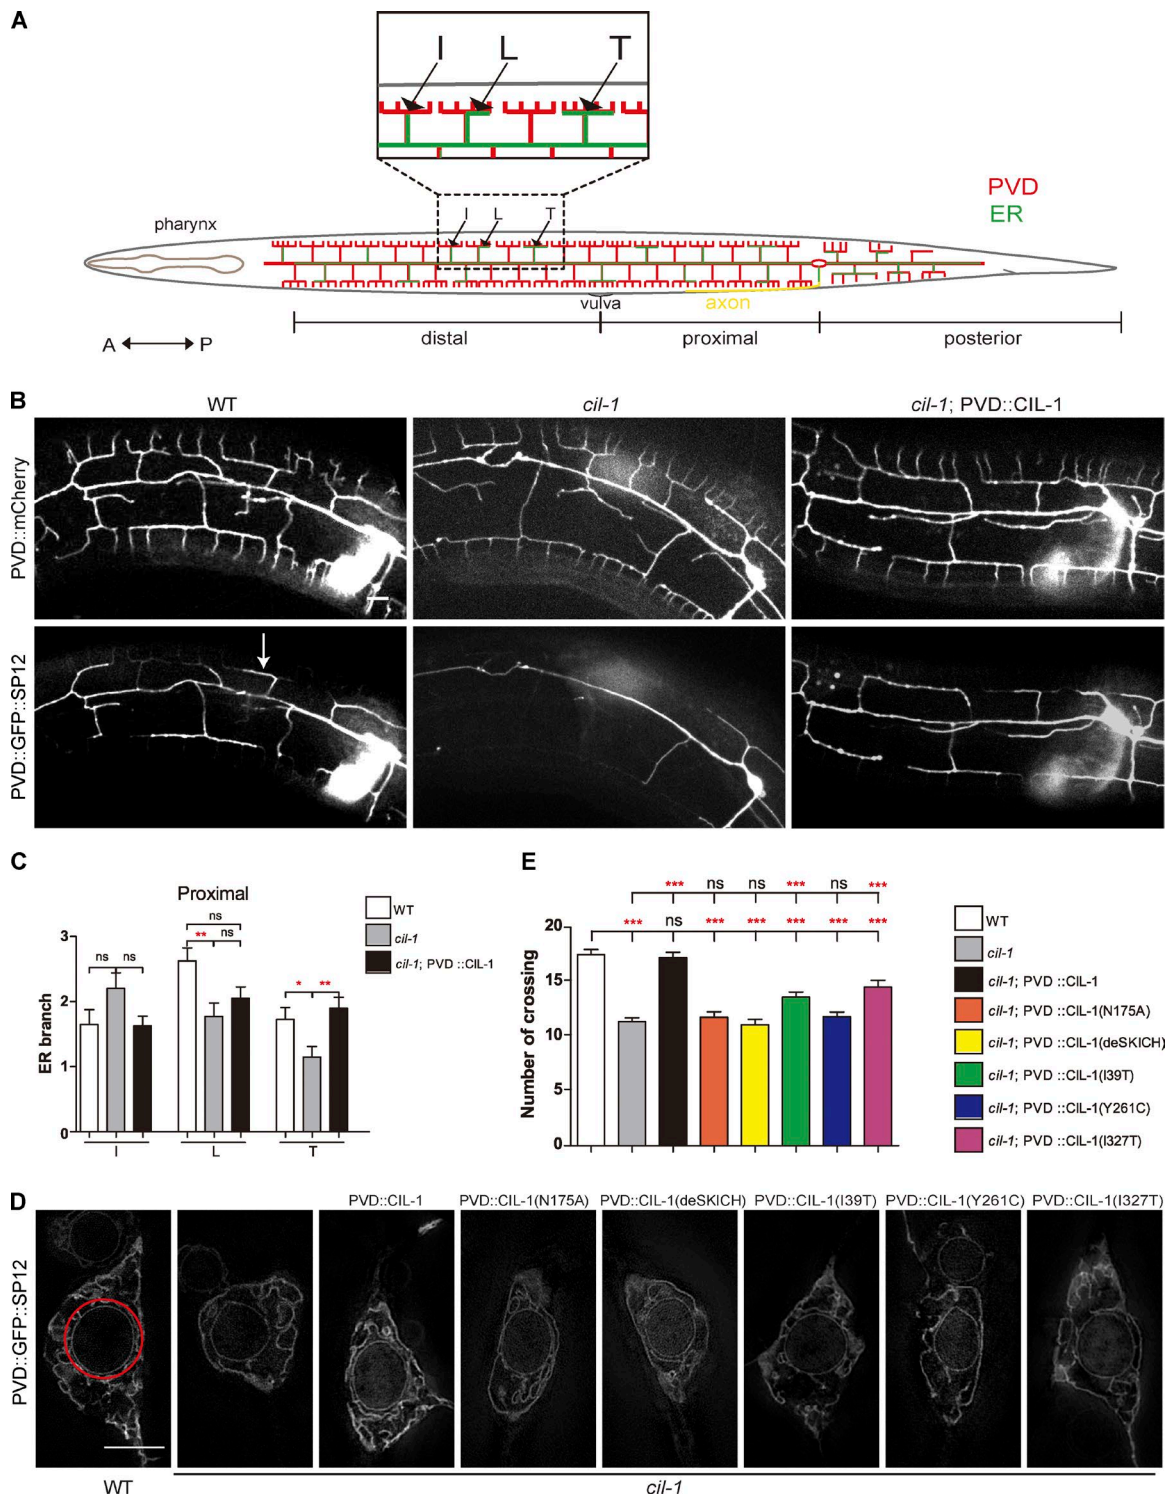 A
I L T
PVD
ER
pharynx
I L T
vulva
axon
distal
proximal
posterior
A P
B
WT
cil-1
cil-1; PVD::CIL-1
PVD::mCherry
PVD::GFP::SP12
C
Proximal
WT
cil-1
cil-1; PVD ::CIL-1
ER branch
3
2
1
0
ns ns
ns
** ns
* **
I L T
E
*** ns ns *** ns ***
*** ns *** *** *** *** ***
Number of crossing
20
15
10
5
0
WT
cil-1
cil-1; PVD ::CIL-1
cil-1; PVD ::CIL-1(N175A)
cil-1; PVD ::CIL-1(deSKICH)
cil-1; PVD ::CIL-1(I39T)
cil-1; PVD ::CIL-1(Y261C)
cil-1; PVD ::CIL-1(I327T)
D
PVD::CIL-1
PVD::CIL-1(N175A)
PVD::CIL-1(deSKICH)
PVD::CIL-1(I39T)
PVD::CIL-1(Y261C)
PVD::CIL-1(I327T)
PVD::GFP::SP12
WT
cil-1